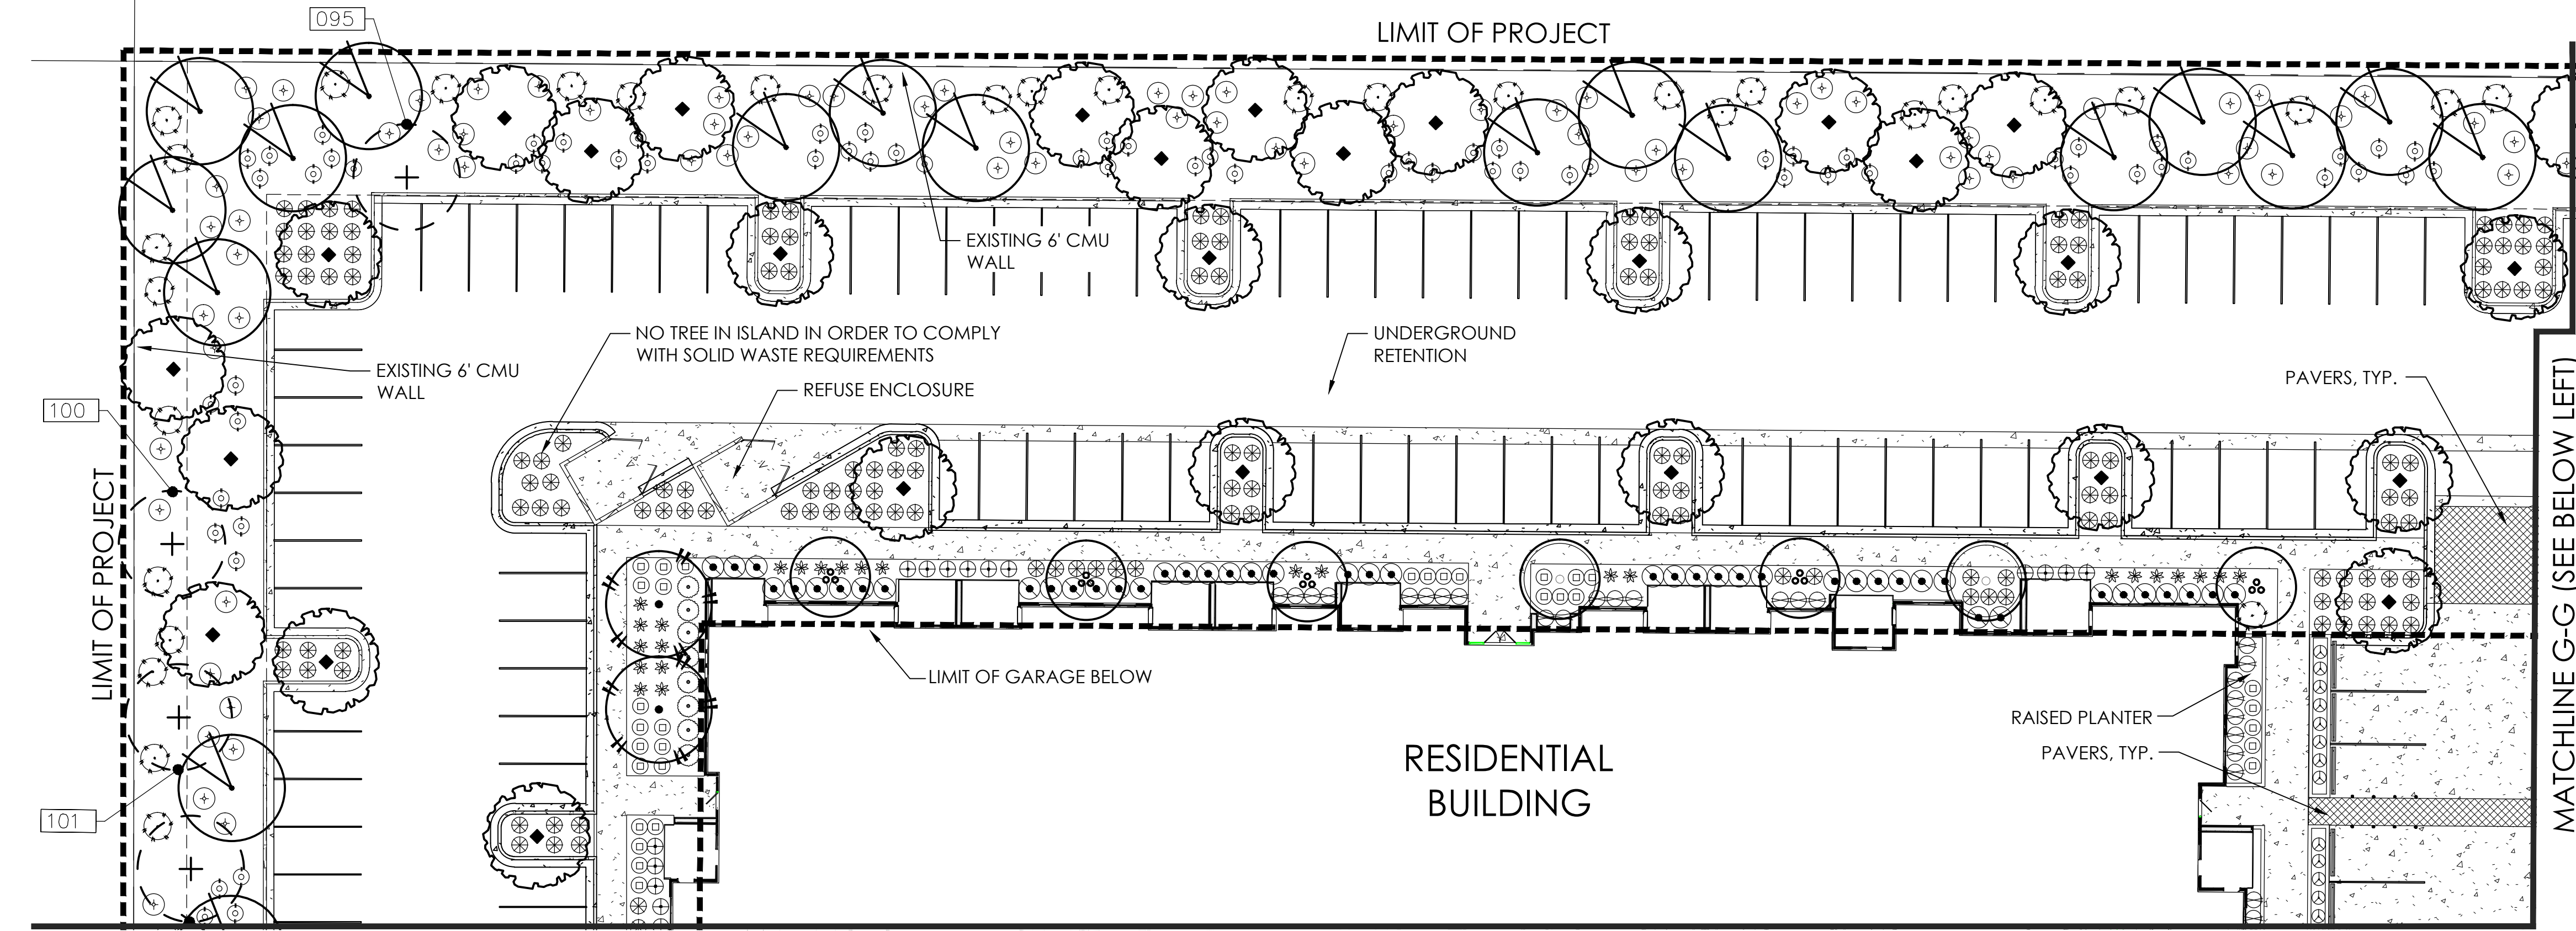 095
LIMIT OF PROJECT
EXISTING 6' CMU
WALL
NO TREE IN ISLAND IN ORDER TO COMPLY
WITH SOLID WASTE REQUIREMENTS
UNDERGROUND
RETENTION
EXISTING 6' CMU
WALL
REFUSE ENCLOSURE
PAVERS, TYP.
100
LIMIT OF PROJECT
MATCHLINE G-G (SEE BELOW LEFT)
LIMIT OF GARAGE BELOW
RAISED PLANTER
PAVERS, TYP.
RESIDENTIAL
BUILDING
101